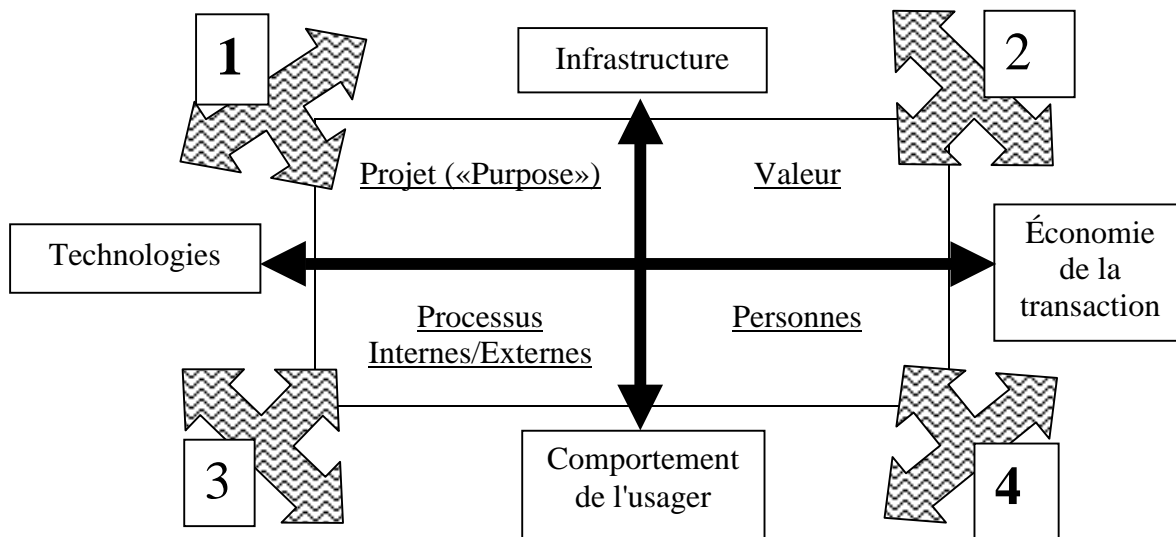 1
Infrastructure
2
Projet («Purpose»)
Valeur
Technologies
Économie
de la
transaction
Processus
Internes/Externes
Personnes
3
Comportement
de l'usager
4